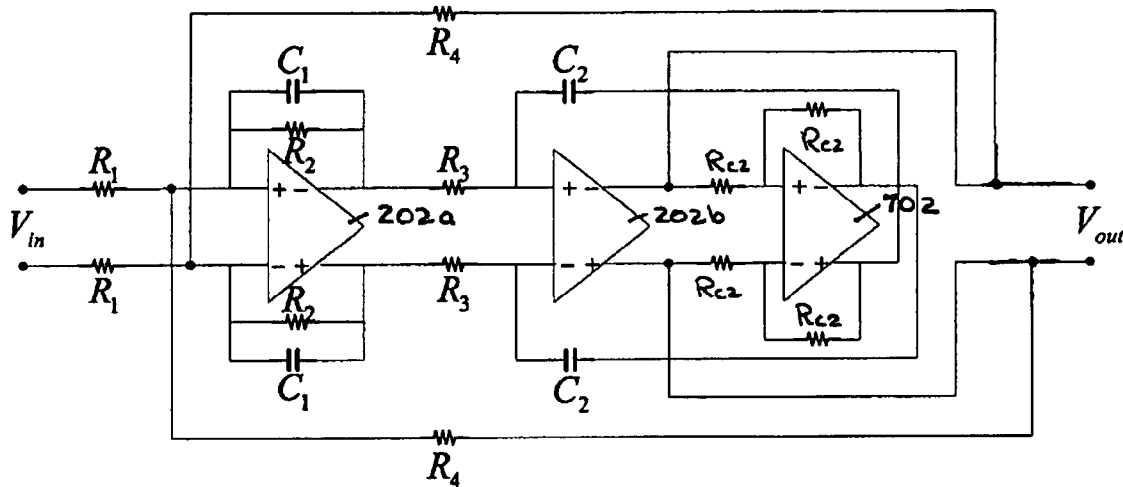 R4
C1
C2
R2
Rc2
R1
R3
Rc2
+ −
+ −
+ −
Vin
202a
202b
702
Vout
− +
− +
− +
R1
R2
R3
Rc2
Rc2
C1
C2
R4